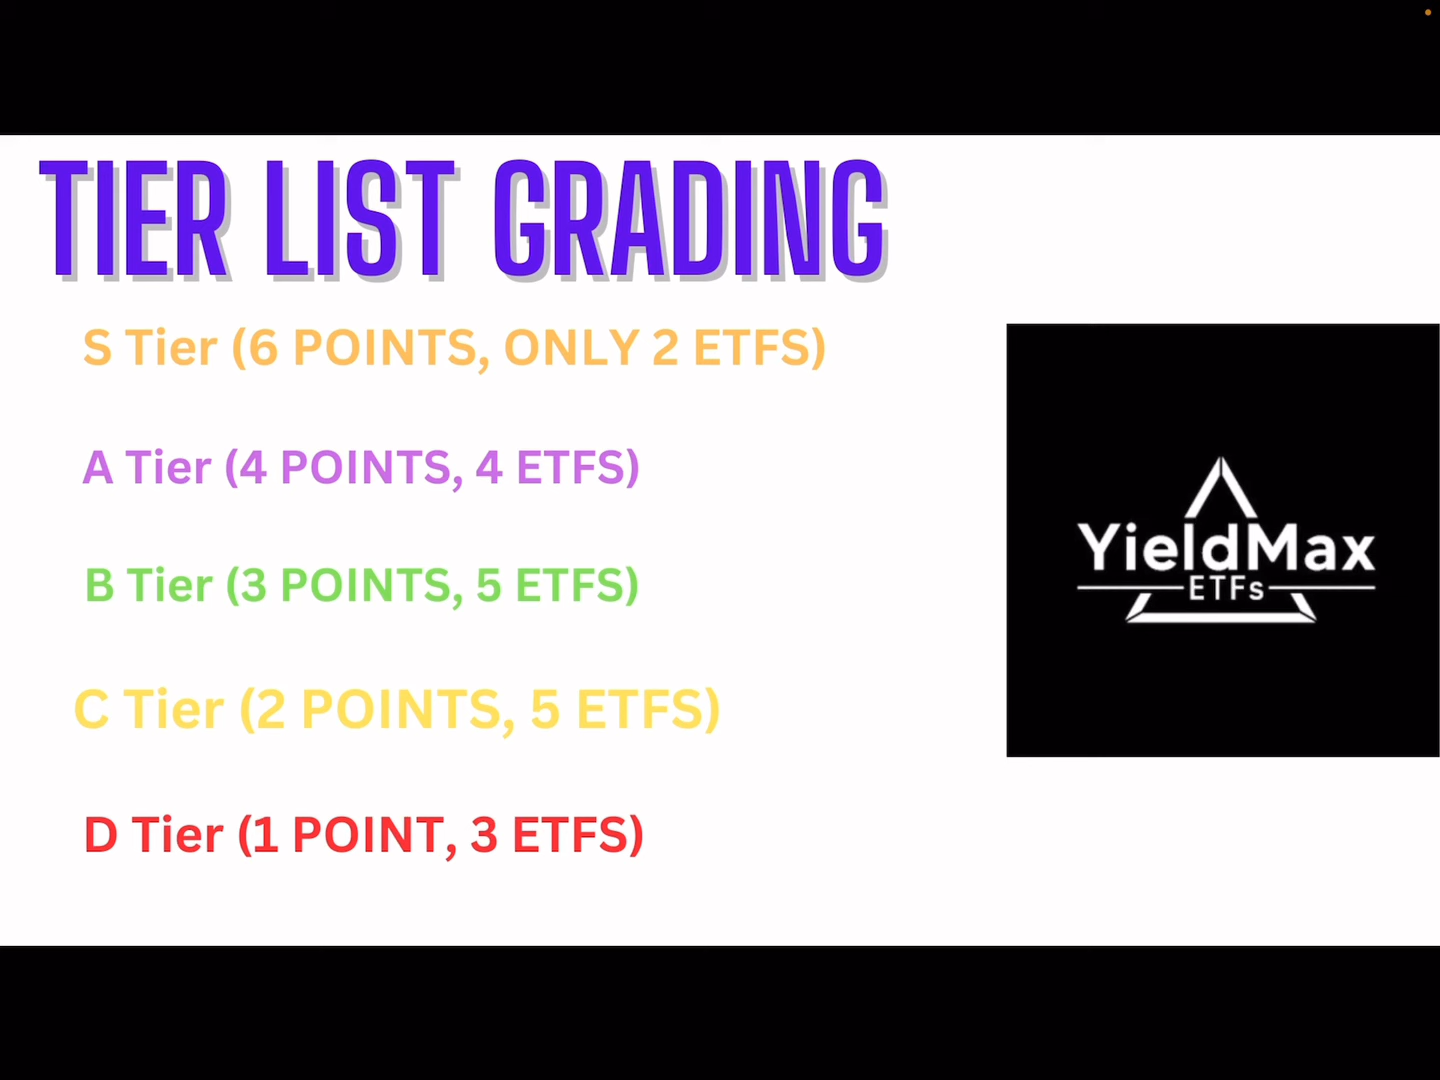 TIER LIST GRADING
S Tier (6 POINTS, ONLY 2 ETFS)
A Tier (4 POINTS, 4 ETFS)
B Tier (3 POINTS, 5 ETFS)
C Tier (2 POINTS, 5 ETFS)
D Tier (1 POINT, 3 ETFS)
YieldMax
ETFs